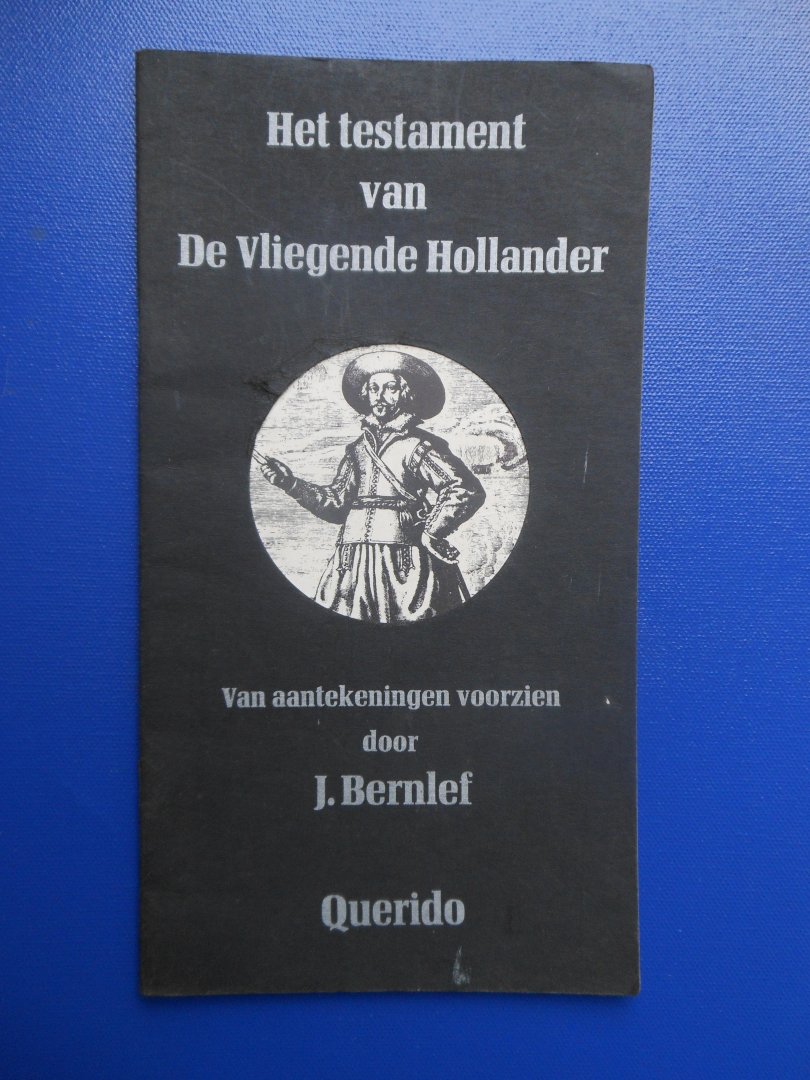 Het testament
van
De Vliegende Hollander
Van aantekeningen voorzien
door
J. Bernlef
Querido